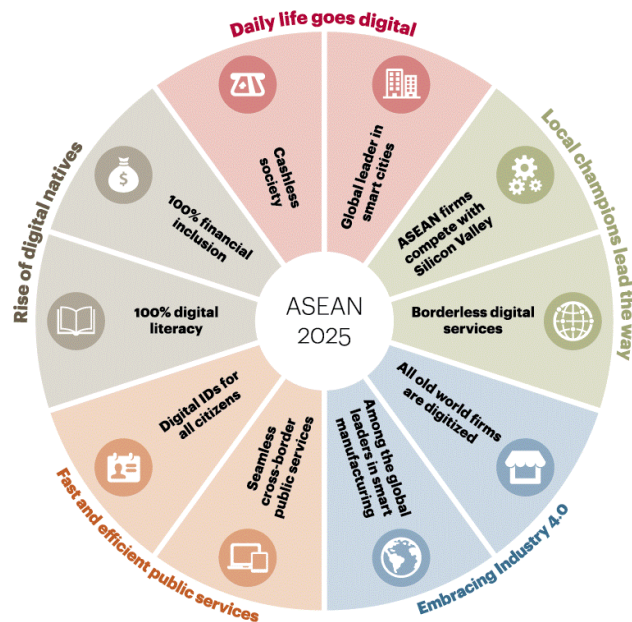 Daily life goes digital
Cashless
society
Global leader in
smart cities
Local champions lead the way
ASEAN firms
compete with
Silicon Valley
Borderless digital
services
Embracing Industry 4.0
All old world firms
are digitized
Among the global
leaders in smart
manufacturing
Fast and efficient public services
Seamless
cross-border
public services
Digital IDs for
all citizens
Rise of digital natives
100% digital
literacy
100% financial
inclusion
$
ASEAN
2025